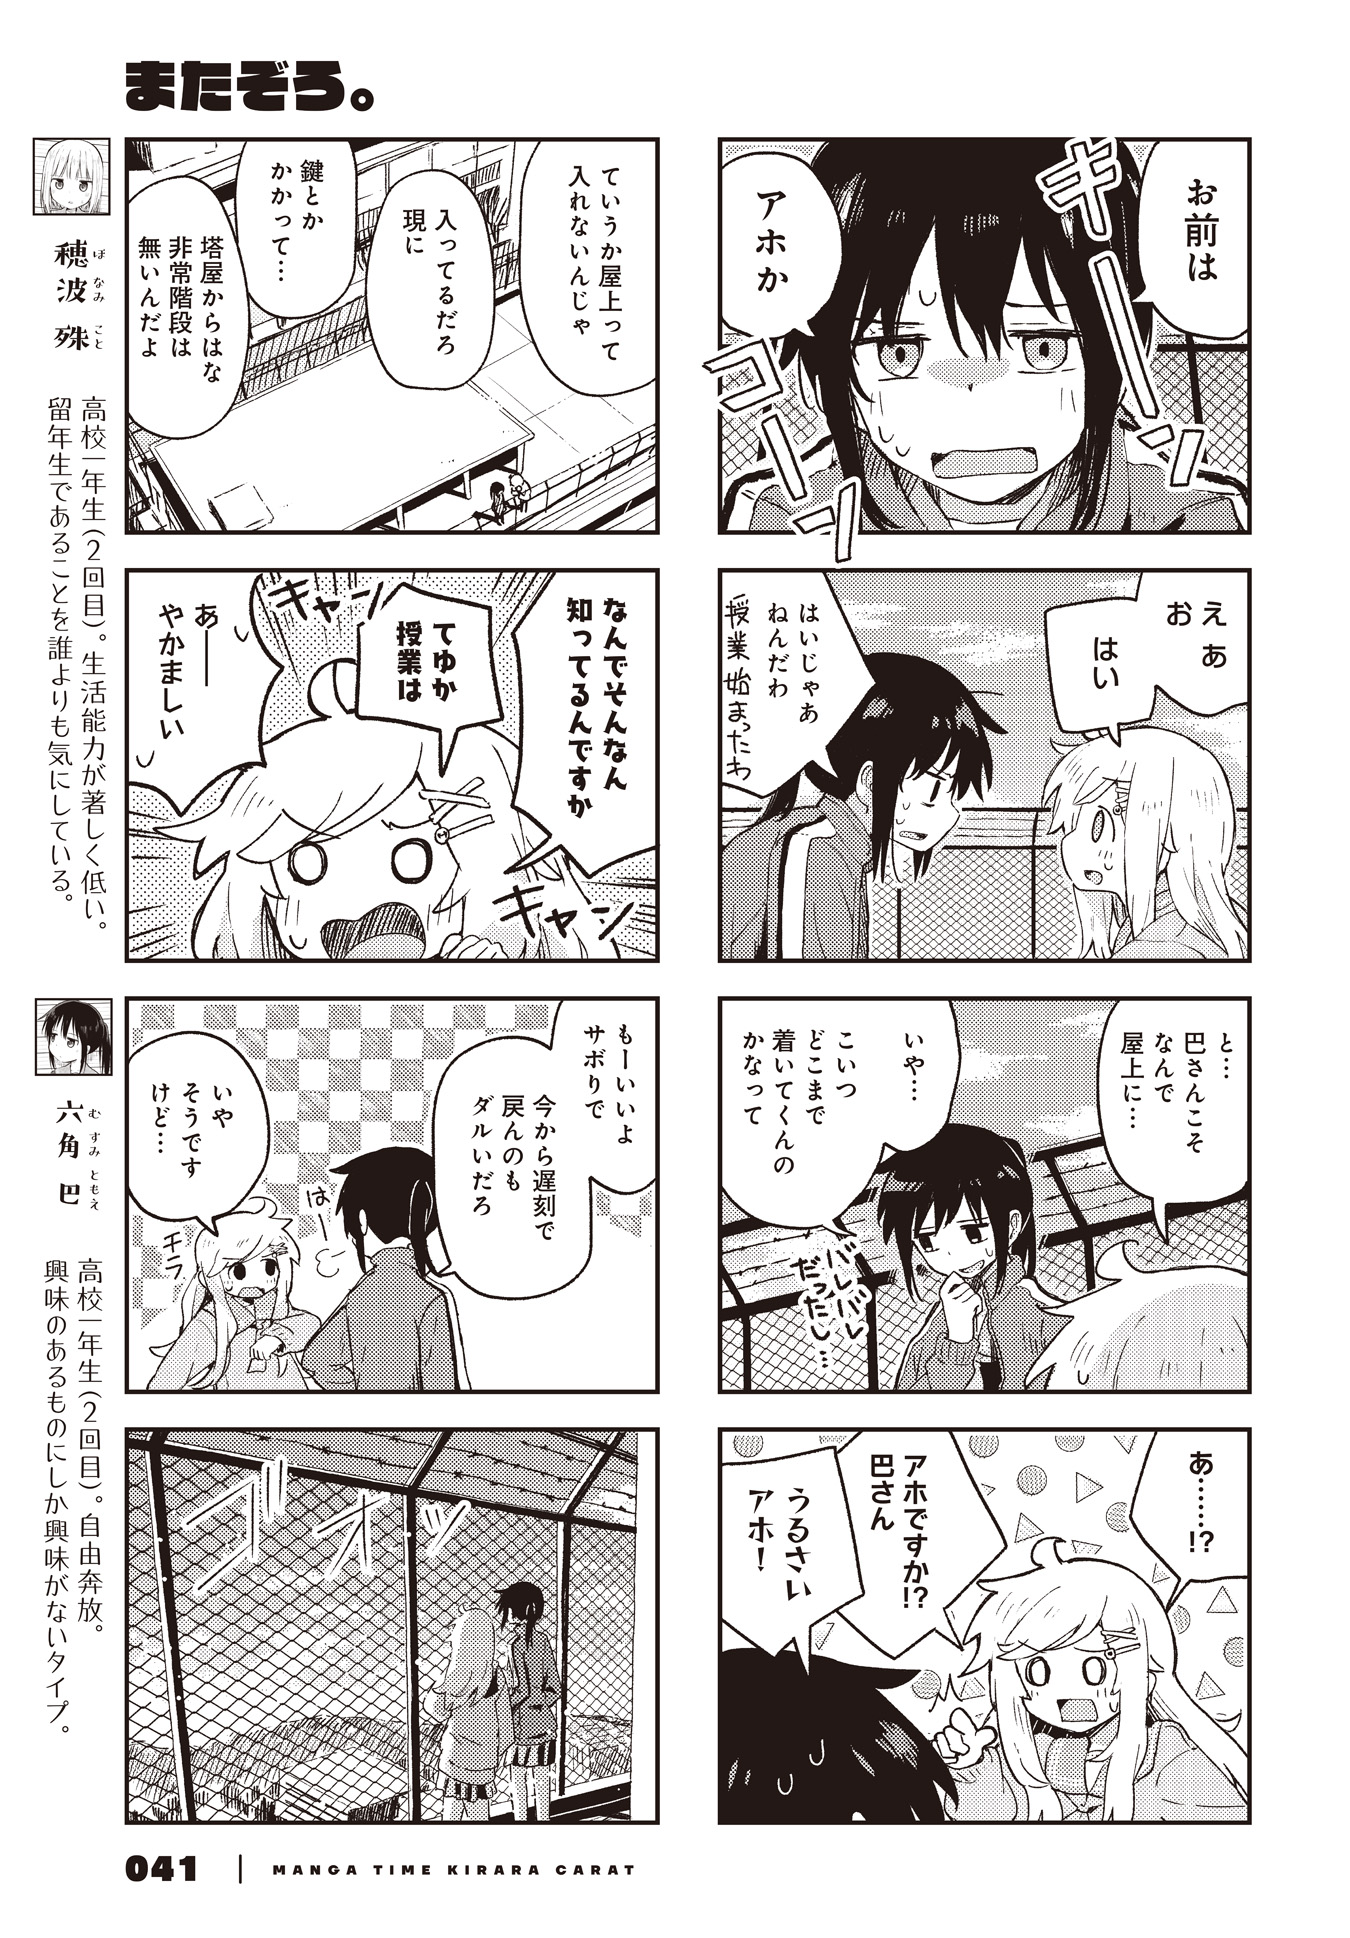 またぞろ。
お前は
アホか
キーン
コーン
え あ
お
はい
はいじゃあ
ねんだわ
授業始まったわ
と…
巴さんこそ
なんで
屋上に…
いや…
こいつ
どこまで
着いてくんの
かなって
バレバレ
だったし…
あ……!?
アホですか!?
巴さん
うるさい
アホ！
ていうか屋上って
入れないんじゃ
入ってるだろ
現に
鍵とか
かかって…
塔屋からはな
非常階段は
無いんだよ
なんでそんなん
知ってるんですか
てゆか
授業は
あー
やかましい
キャン
キャン
もーいいよ
サボりで
今から遅刻で
戻んのも
ダルいだろ
はー
いや
そうです
けど…
チラ
オオッ
穂波 殊
ほ なみ こと
高校一年生(2回目)。生活能力が著しく低い。
留年生であることを誰よりも気にしている。
六角 巴
むすみ ともえ
高校一年生(2回目)。自由奔放。
興味のあるものにしか興味がないタイプ。
041
MANGA TIME KIRARA CARAT